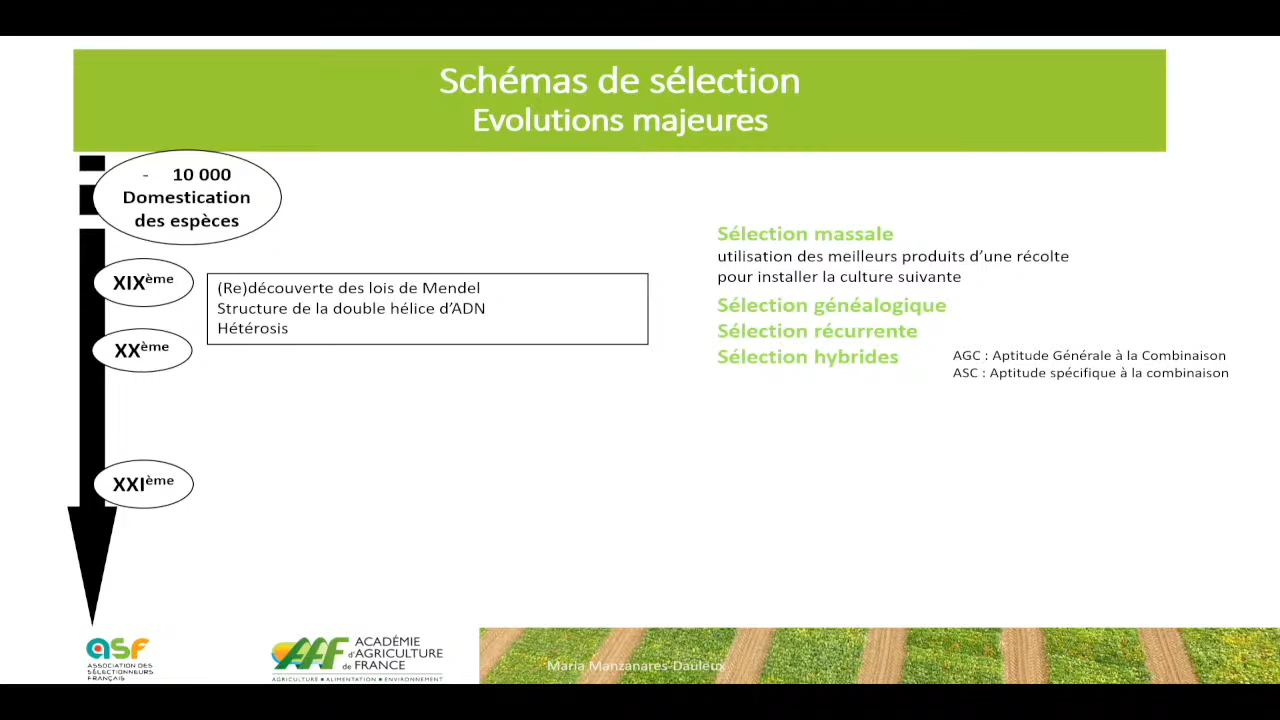 Schémas de sélection
Evolutions majeures
- 10 000
Domestication
des espèces
XIXème
XXème
XXIème
(Re)découverte des lois de Mendel
Structure de la double hélice d’ADN
Hétérosis
Sélection massale
utilisation des meilleurs produits d’une récolte
pour installer la culture suivante
Sélection généalogique
Sélection récurrente
Sélection hybrides
AGC : Aptitude Générale à la Combinaison
ASC : Aptitude spécifique à la combinaison
asf
ASSOCIATION DES
SÉLECTIONNEURS
FRANÇAIS
AAF
ACADÉMIE
d’AGRICULTURE
de FRANCE
AGRICULTURE ■ ALIMENTATION ■ ENVIRONNEMENT
Maria Manzanares-Dauleux